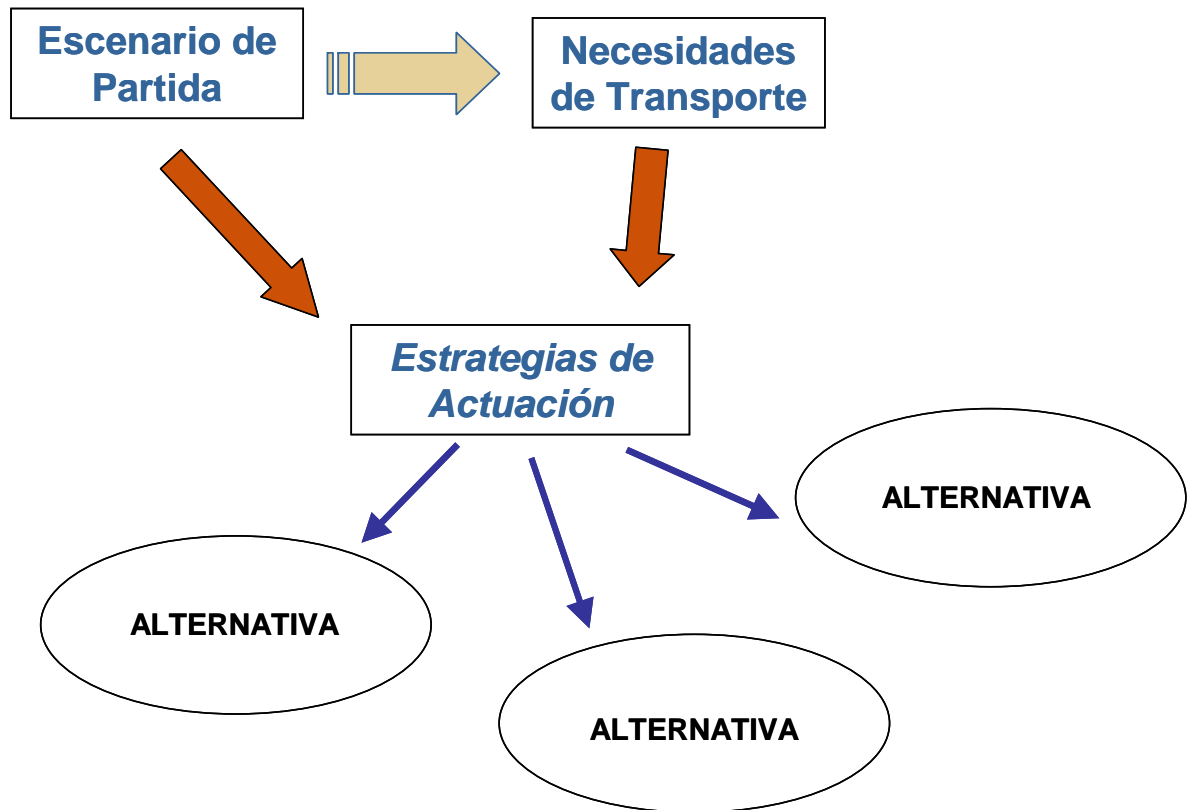 Escenario de
Partida
Necesidades
de Transporte
Estrategias de
Actuación
ALTERNATIVA
ALTERNATIVA
ALTERNATIVA